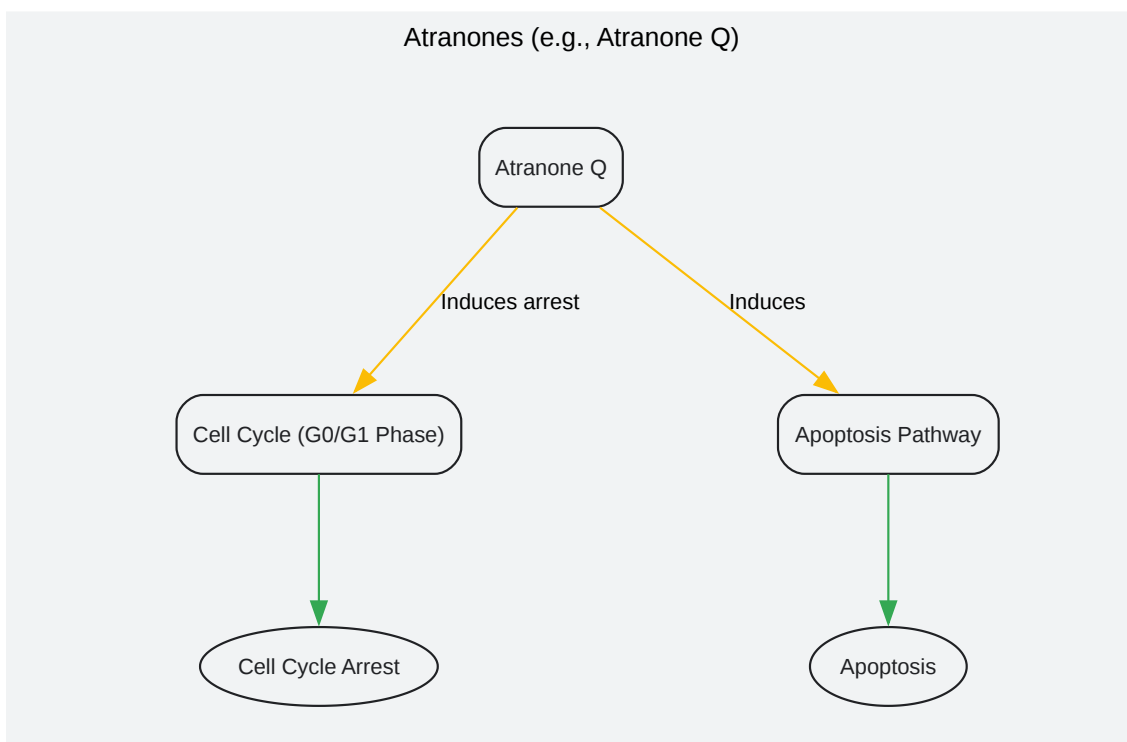 Atranones (e.g., Atranone Q)
Atranone Q
Induces arrest
Induces
Cell Cycle (G0/G1 Phase)
Apoptosis Pathway
Cell Cycle Arrest
Apoptosis